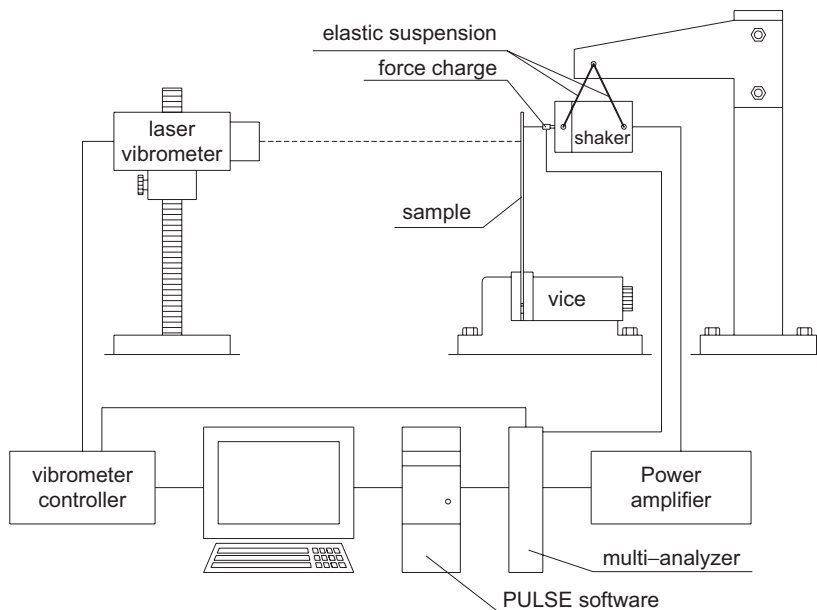 elastic suspension
force charge
laser
vibrometer
shaker
sample
vice
vibrometer
controller
Power
amplifier
multi–analyzer
PULSE software